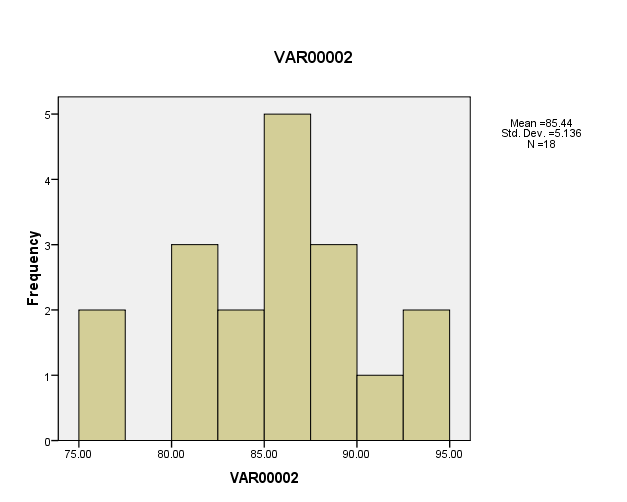 VAR00002
Mean =85.44
Std. Dev. =5.136
N =18
5
4
3
2
1
0
Frequency
75.00 80.00 85.00 90.00 95.00
VAR00002